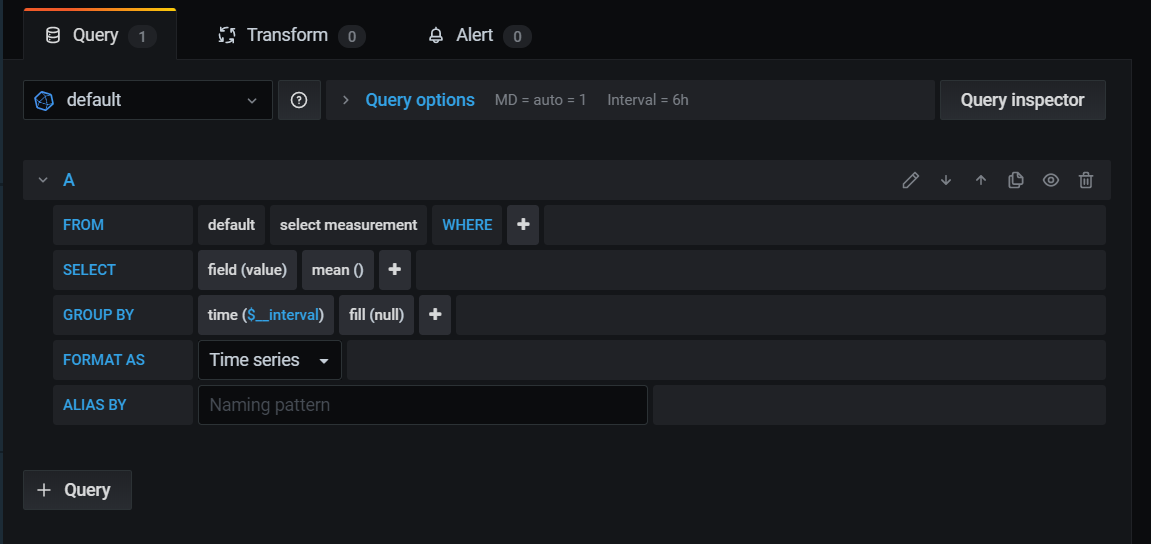 Query 1 Transform 0 Alert 0
default Query options MD = auto = 1 Interval = 6h Query inspector
A
FROM default select measurement WHERE +
SELECT field (value) mean () +
GROUP BY time ($__interval) fill (null) +
FORMAT AS Time series
ALIAS BY Naming pattern
+ Query